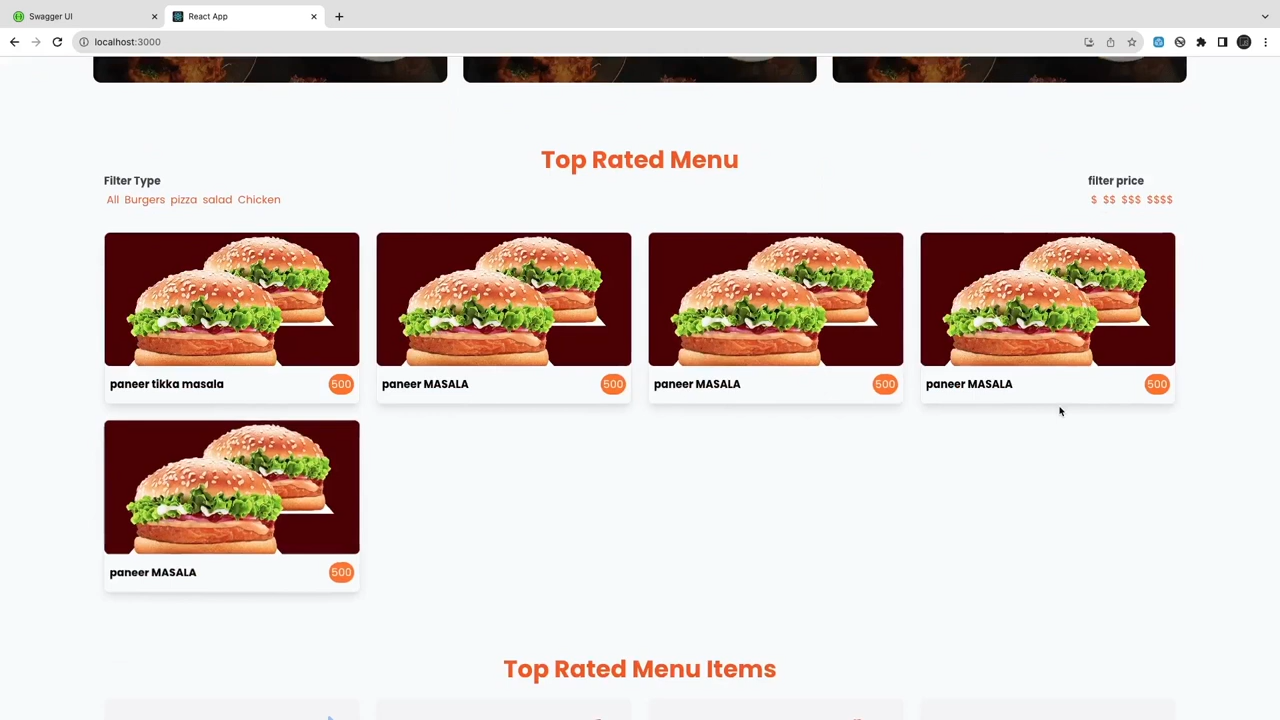 Swagger UI
React App
localhost:3000
Top Rated Menu
Filter Type
filter price
All Burgers pizza salad Chicken
$ $$ $$$ $$$$
paneer tikka masala 500
paneer MASALA 500
paneer MASALA 500
paneer MASALA 500
paneer MASALA 500
Top Rated Menu Items